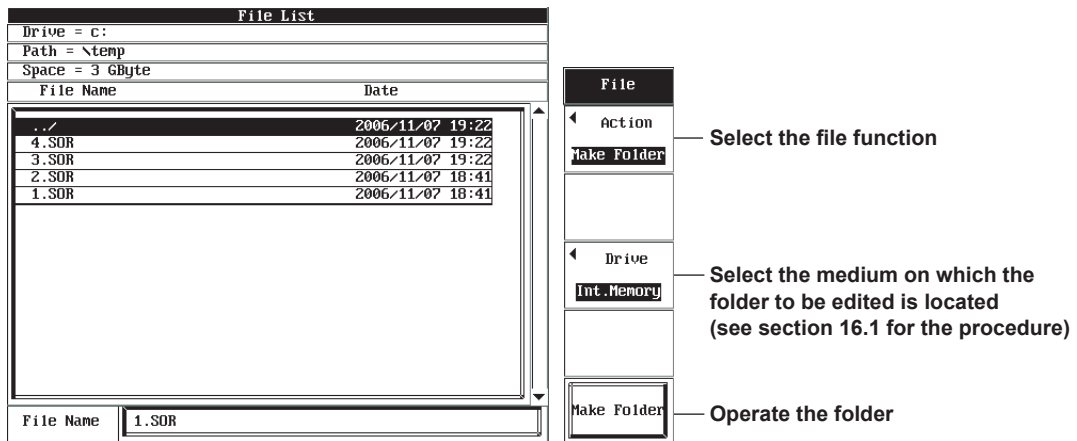 File List
Drive = c:
Path = \temp
Space = 3 GByte
File Name Date
../ 2006/11/07 19:22
4.SOR 2006/11/07 19:22
3.SOR 2006/11/07 19:22
2.SOR 2006/11/07 18:41
1.SOR 2006/11/07 18:41
File Name 1.SOR
File
Action
Make Folder
Select the file function
Drive
Int.Memory
Select the medium on which the
folder to be edited is located
(see section 16.1 for the procedure)
Make Folder
Operate the folder